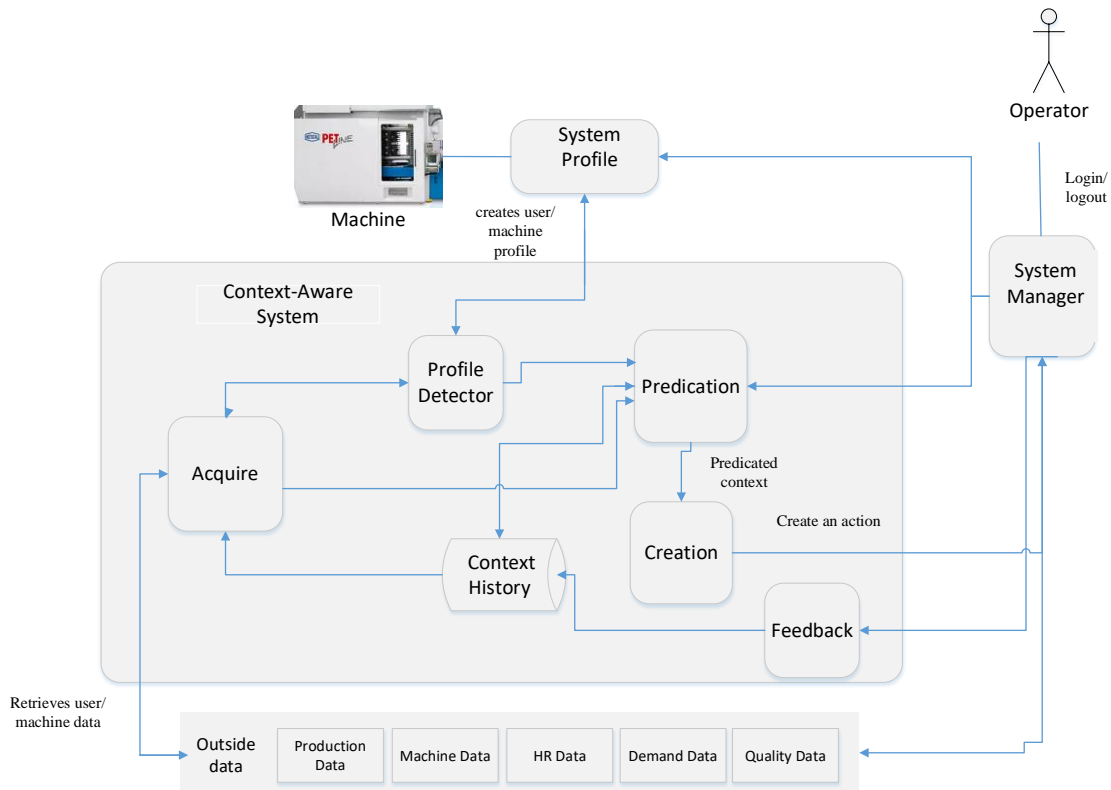 Operator
System
Profile
PET
LINE
Machine
Login/
logout
creates user/
machine
profile
System
Manager
Context-Aware
System
Profile
Detector
Predication
Acquire
Predicated
context
Create an action
Creation
Context
History
Feedback
Retrieves user/
machine data
Outside
data
Production
Data
Machine Data
HR Data
Demand Data
Quality Data